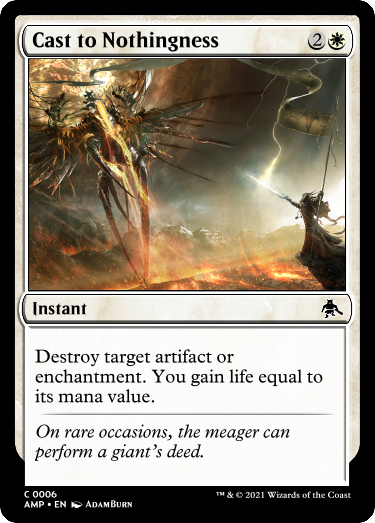 Cast to Nothingness 2
Instant
Destroy target artifact or
enchantment. You gain life equal to
its mana value.
On rare occasions, the meager can
perform a giant's deed.
C 0006
AMP • EN ADAMBURN
™ & © 2021 Wizards of the Coast